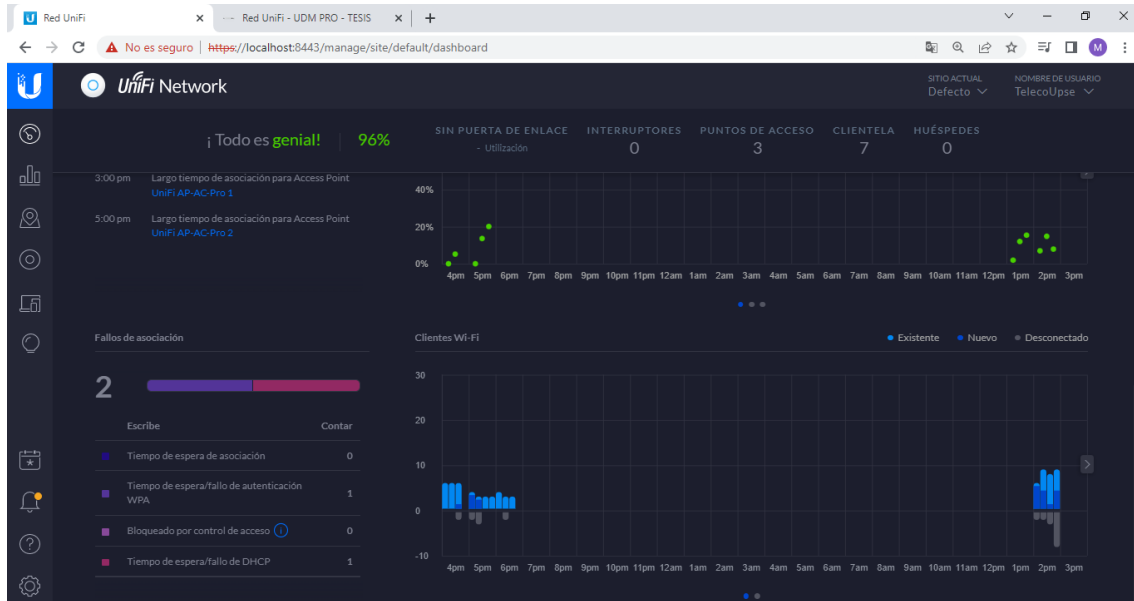 Red UniFi
Red UniFi - UDM PRO - TESIS
No es seguro | https://localhost:8443/manage/site/default/dashboard
M
UniFi Network
SITIO ACTUAL
Defecto
NOMBRE DE USUARIO
TelecoUpse
¡ Todo es genial! 96%
SIN PUERTA DE ENLACE
- Utilización
INTERRUPTORES
0
PUNTOS DE ACCESO
3
CLIENTELA
7
HUÉSPEDES
0
3:00 pm Largo tiempo de asociación para Access Point
UniFi AP-AC-Pro 1
5:00 pm Largo tiempo de asociación para Access Point
UniFi AP-AC-Pro 2
40%
20%
0%
4pm 5pm 6pm 7pm 8pm 9pm 10pm 11pm 12am 1am 2am 3am 4am 5am 6am 7am 8am 9am 10am 11am 12pm 1pm 2pm 3pm
Fallos de asociación
2
Escribe Contar
Tiempo de espera de asociación 0
Tiempo de espera/fallo de autenticación
WPA 1
Bloqueado por control de acceso 0
Tiempo de espera/fallo de DHCP 1
Clientes Wi-Fi
Existente Nuevo Desconectado
30
20
10
0
-10
4pm 5pm 6pm 7pm 8pm 9pm 10pm 11pm 12am 1am 2am 3am 4am 5am 6am 7am 8am 9am 10am 11am 12pm 1pm 2pm 3pm